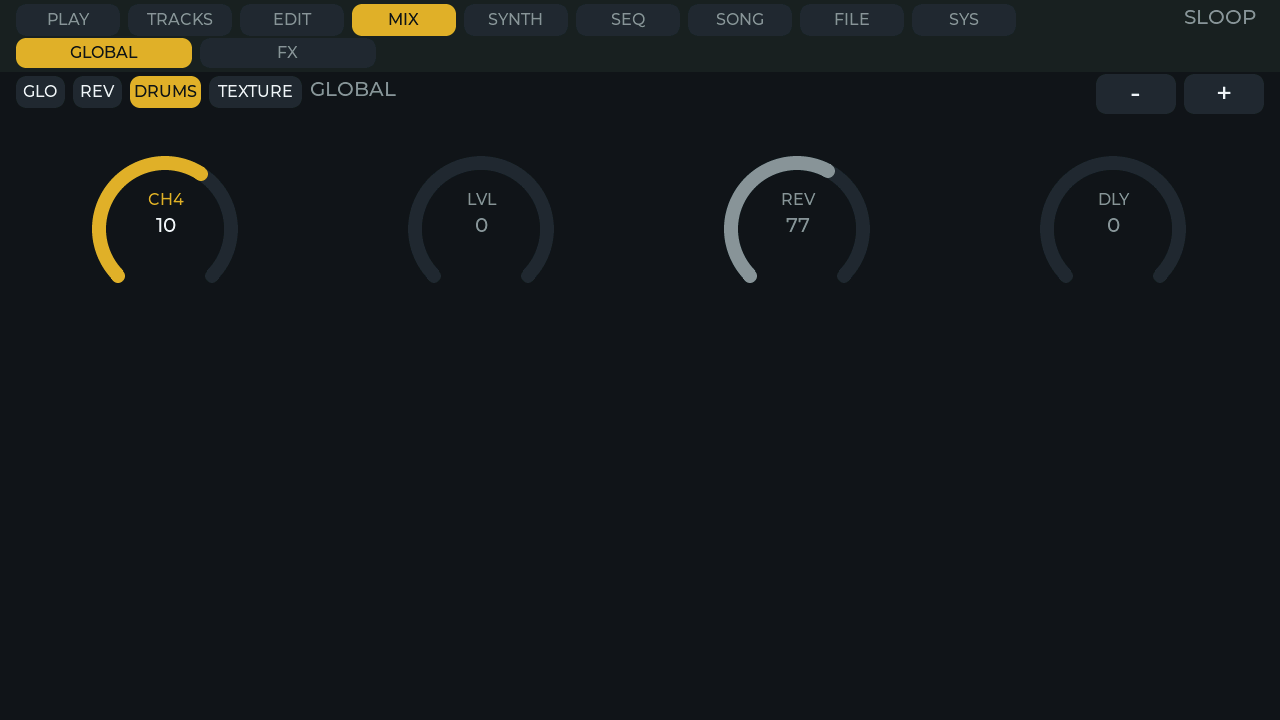 PLAY TRACKS EDIT MIX SYNTH SEQ SONG FILE SYS SLOOP
GLOBAL FX
GLO REV DRUMS TEXTURE GLOBAL - +
CH4 LVL REV DLY
10 0 77 0